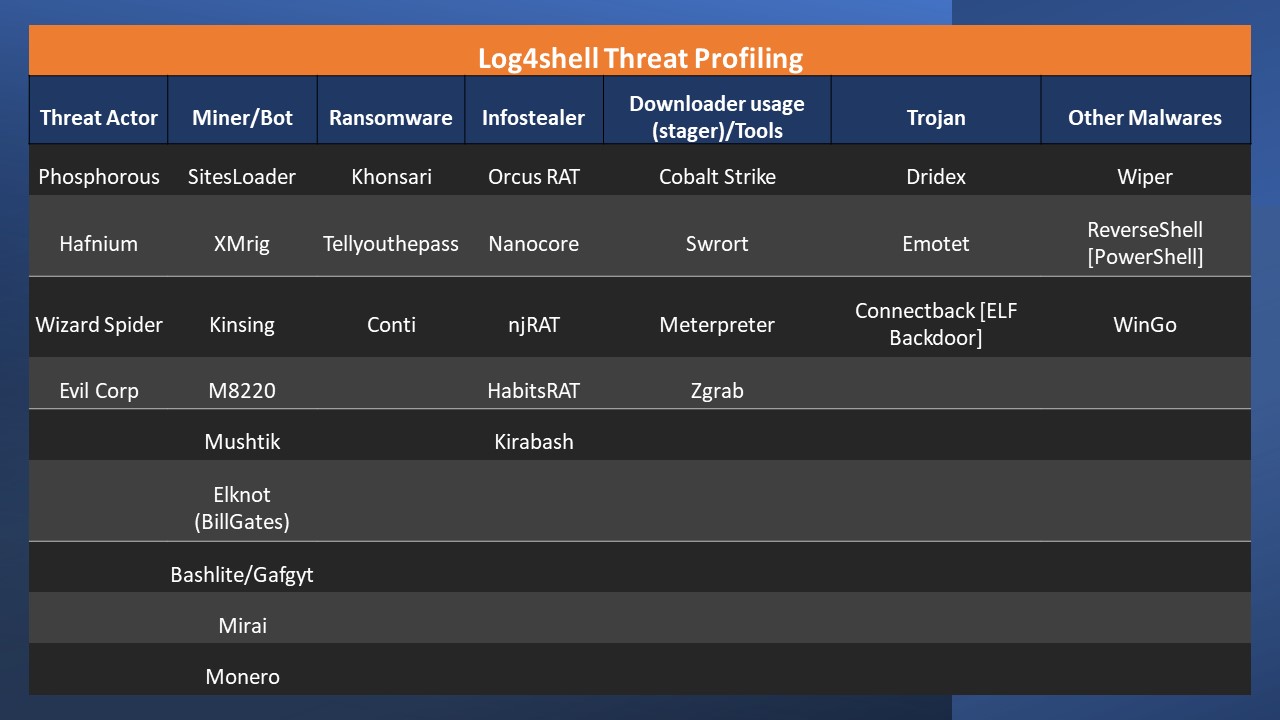 Log4shell Threat Profiling
Threat Actor
Miner/Bot
Ransomware
Infostealer
Downloader usage
(stager)/Tools
Trojan
Other Malwares
Phosphorous
SitesLoader
Khonsari
Orcus RAT
Cobalt Strike
Dridex
Wiper
Hafnium
XMrig
Tellyouthepass
Nanocore
Swrort
Emotet
ReverseShell
[PowerShell]
Wizard Spider
Kinsing
Conti
njRAT
Meterpreter
Connectback [ELF
Backdoor]
WinGo
Evil Corp
M8220
HabitsRAT
Zgrab
Mushtik
Kirabash
Elknot
(BillGates)
Bashlite/Gafgyt
Mirai
Monero